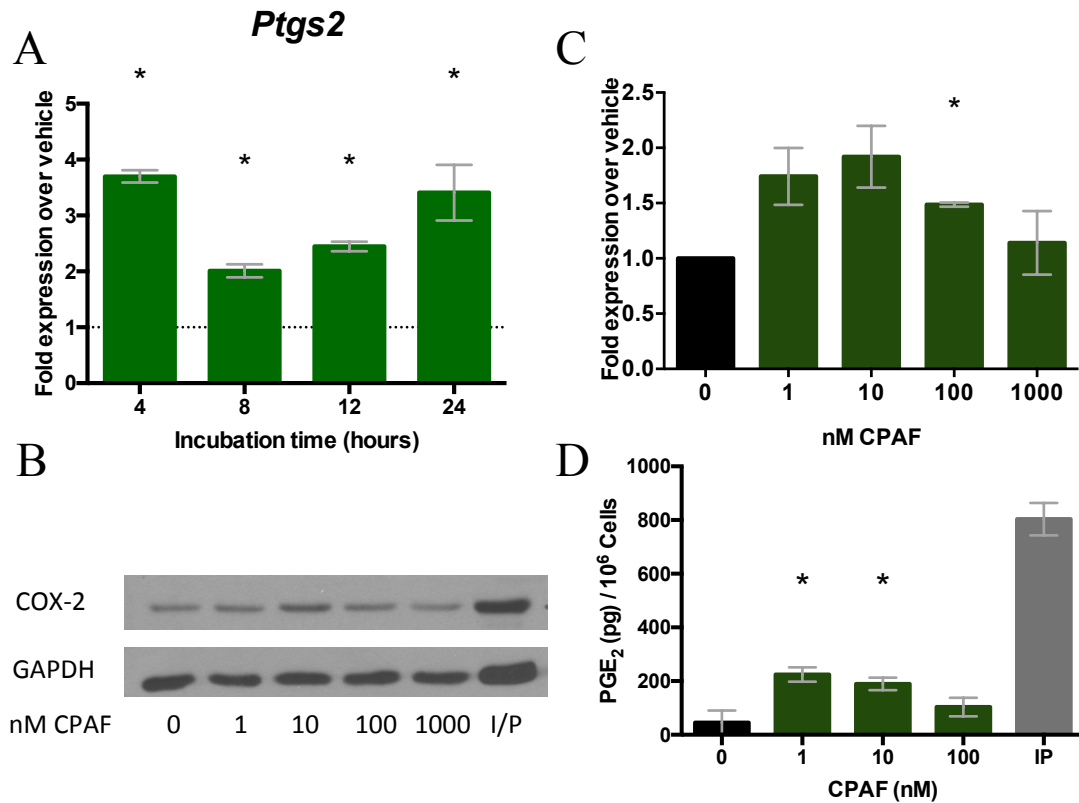 Ptgs2
A
* * * *
Fold expression over vehicle
5
4
3
2
1
0
4 8 12 24
Incubation time (hours)
C
*
Fold expression over vehicle
2.5
2.0
1.5
1.0
0.5
0.0
0 1 10 100 1000
nM CPAF
B
COX-2
GAPDH
nM CPAF 0 1 10 100 1000 I/P
D
* *
PGE₂ (pg) / 10⁶ Cells
1000
800
600
400
200
0
0 1 10 100 IP
CPAF (nM)